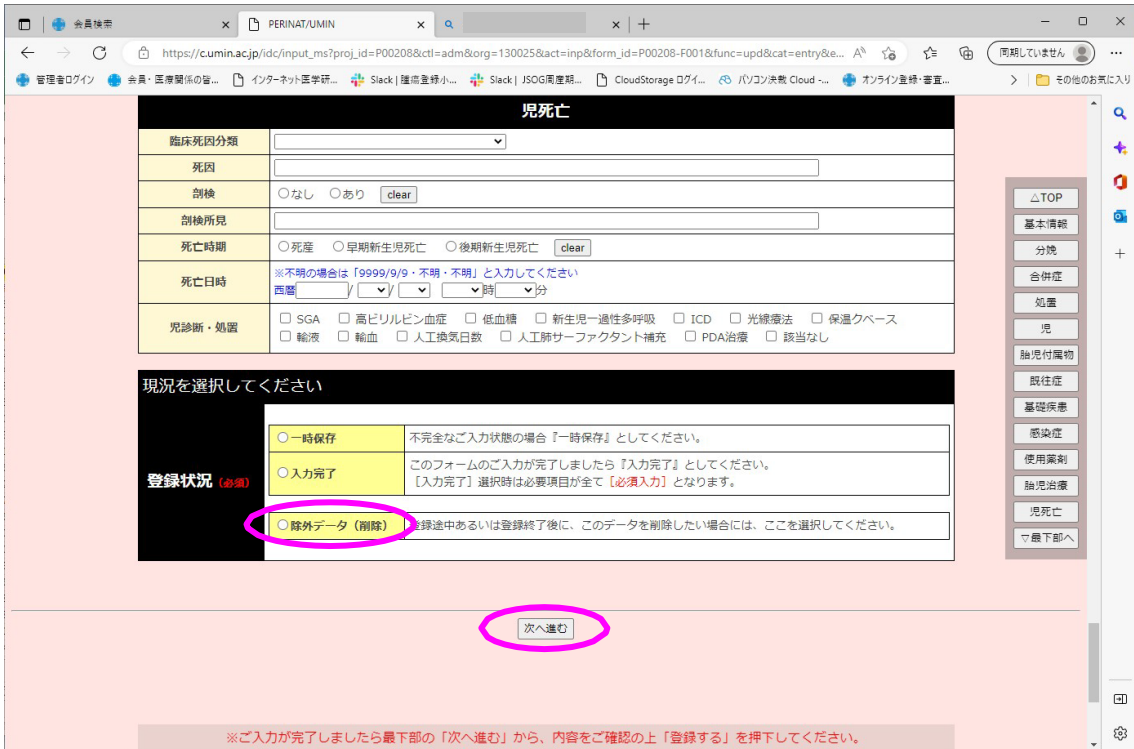 会員検索
PERINAT/UMIN
https://c.umin.ac.jp/idc/input_ms?proj_id=P00208&ctl=adm&org=130025&act=inp&form_id=P00208-F001&func=upd&cat=entry&e...
同期していません
管理者ログイン
会員・医療関係の皆...
インターネット医学研...
Slack | 腫瘍登録小...
Slack | JSOG周産期...
CloudStorage ログイ...
パソコン決裁 Cloud -...
オンライン登録・審査...
その他のお気に入り
児死亡
臨床死因分類
死因
剖検 なし あり clear
剖検所見
死亡時期 死産 早期新生児死亡 後期新生児死亡 clear
死亡日時
※不明の場合は「9999/9/9・不明・不明」と入力してください
西暦 / / 時 分
児診断・処置
SGA 高ビリルビン血症 低血糖 新生児一過性多呼吸 ICD 光線療法 保温クベース
輸液 輸血 人工換気日数 人工肺サーファクタント補充 PDA治療 該当なし
現況を選択してください
登録状況 (必須)
一時保存 不完全なご入力状態の場合『一時保存』としてください。
入力完了 このフォームのご入力が完了しましたら『入力完了』としてください。
［入力完了］選択時は必要項目が全て［必須入力］となります。
除外データ（削除） 登録途中あるいは登録終了後に、このデータを削除したい場合には、ここを選択してください。
次へ進む
※ご入力が完了しましたら最下部の「次へ進む」から、内容をご確認の上「登録する」を押下してください。
△TOP
基本情報
分娩
合併症
処置
児
胎児付属物
既往症
基礎疾患
感染症
使用薬剤
胎児治療
児死亡
▽最下部へ